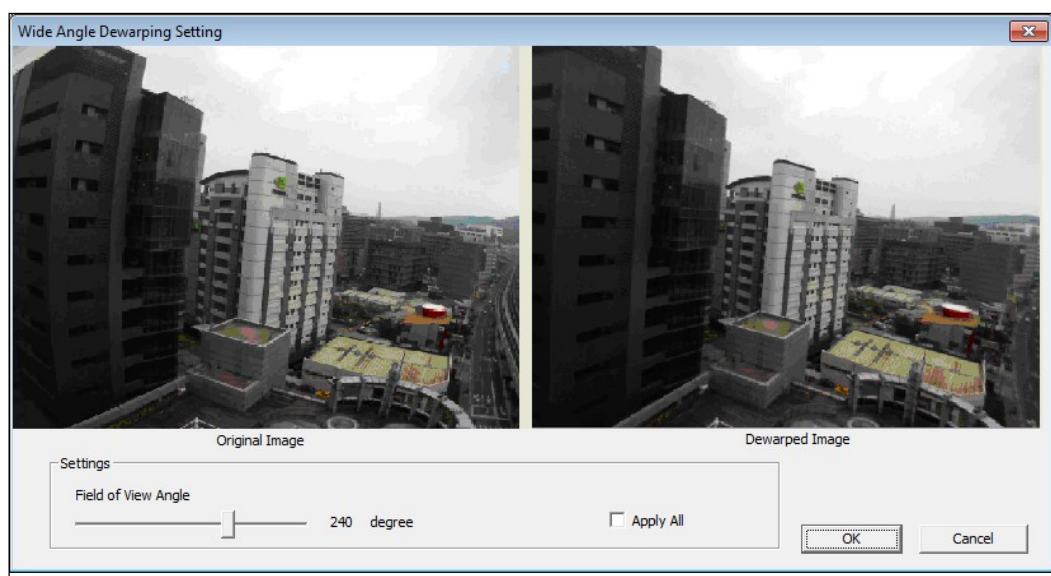 Wide Angle Dewarping Setting
Original Image
Dewarped Image
Settings
Field of View Angle
240 degree
Apply All
OK
Cancel